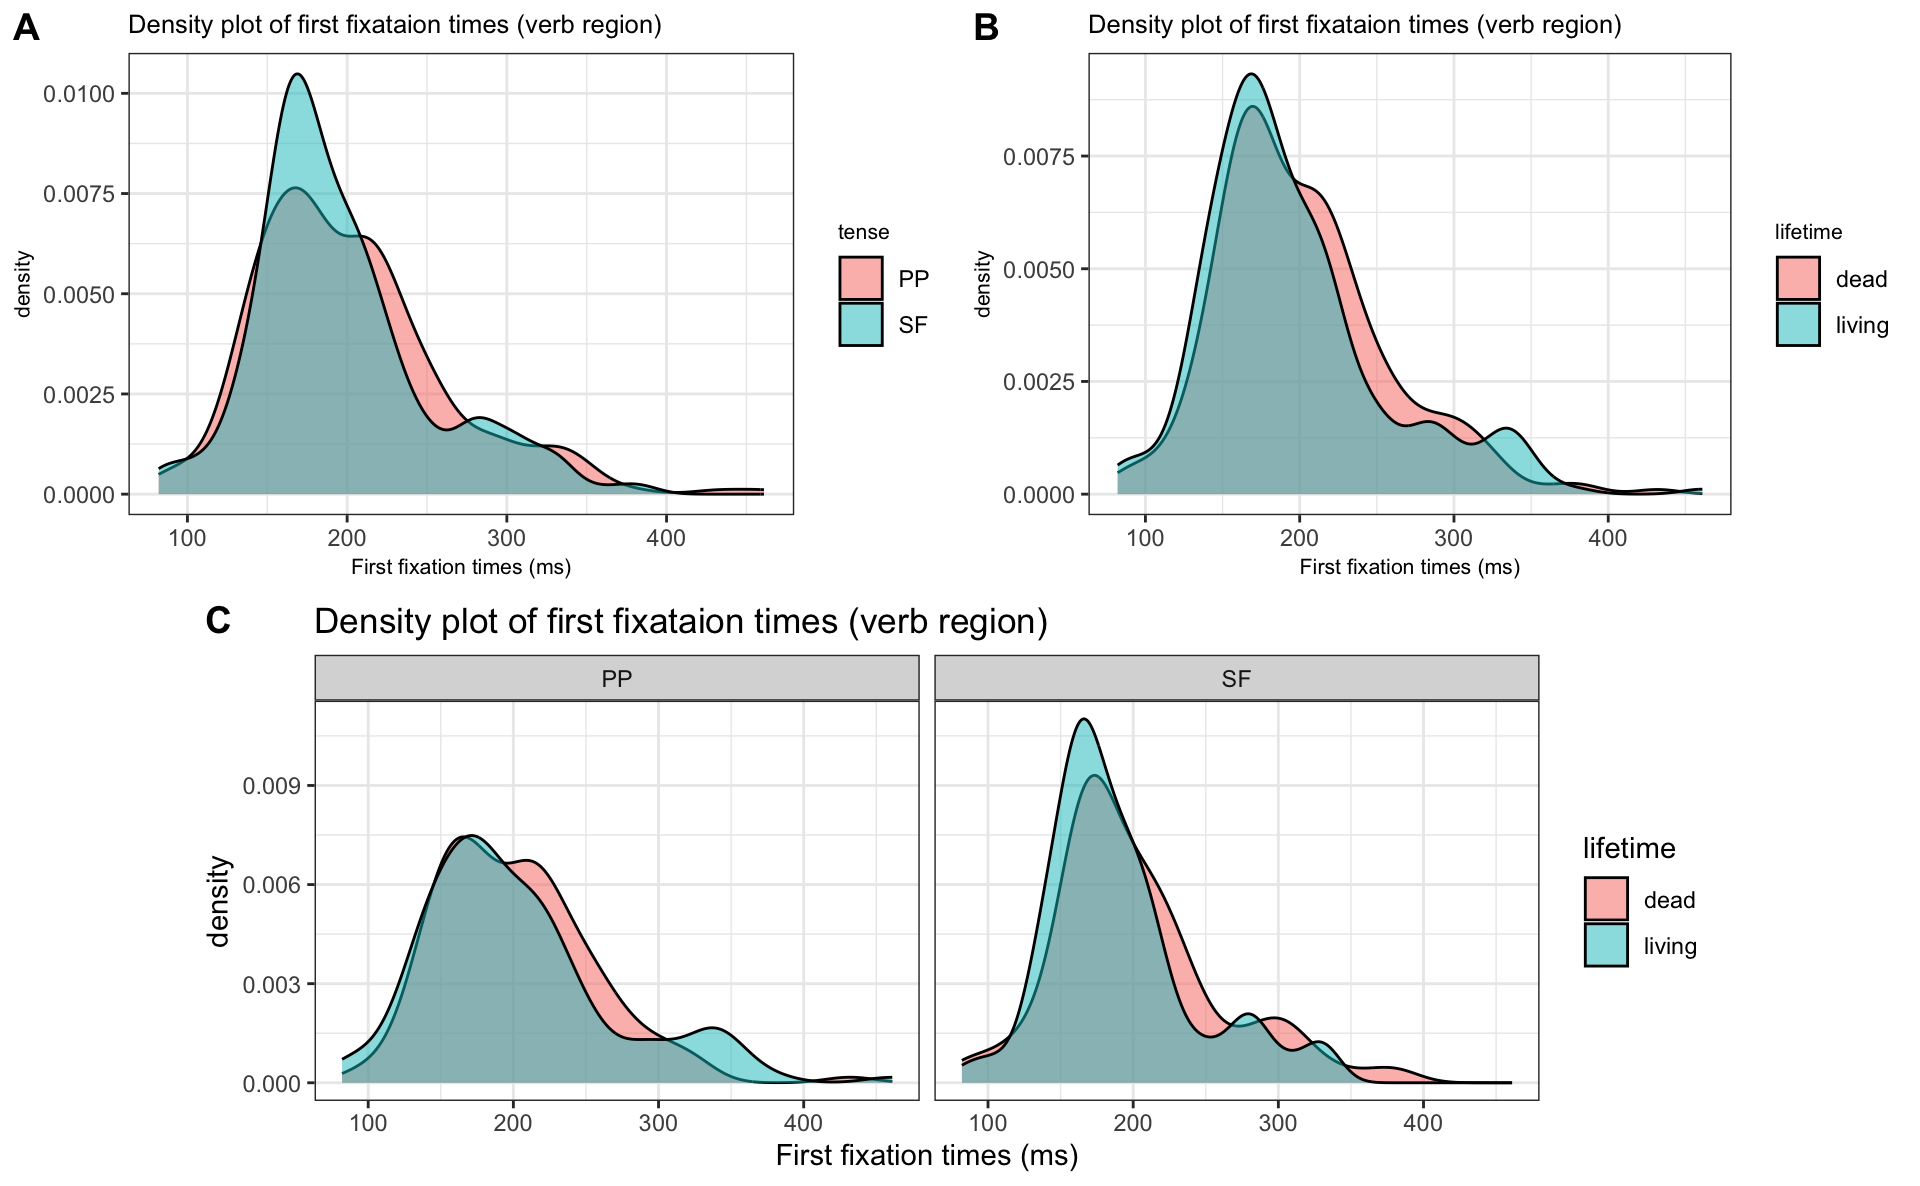 A
Density plot of first fixataion times (verb region)
0.0100
0.0075
0.0050
0.0025
0.0000
density
100 200 300 400
First fixation times (ms)
tense
PP
SF
B
Density plot of first fixataion times (verb region)
0.0075
0.0050
0.0025
0.0000
density
100 200 300 400
First fixation times (ms)
lifetime
dead
living
C
Density plot of first fixataion times (verb region)
PP
SF
0.009
0.006
0.003
0.000
density
100 200 300 400
100 200 300 400
First fixation times (ms)
lifetime
dead
living